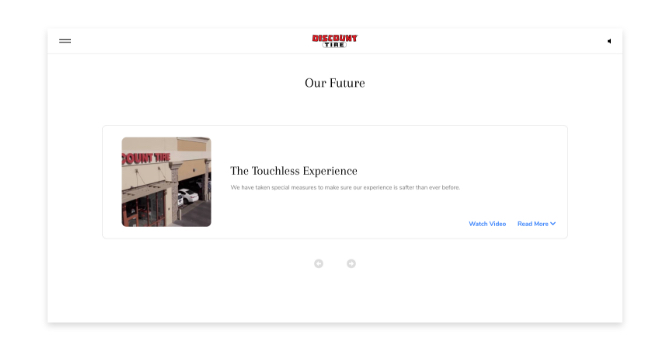 DISCOUNT
TIRE
Our Future
COUNT TIRE
The Touchless Experience
We have taken special measures to make sure our experience is safter than ever before.
Watch Video
Read More